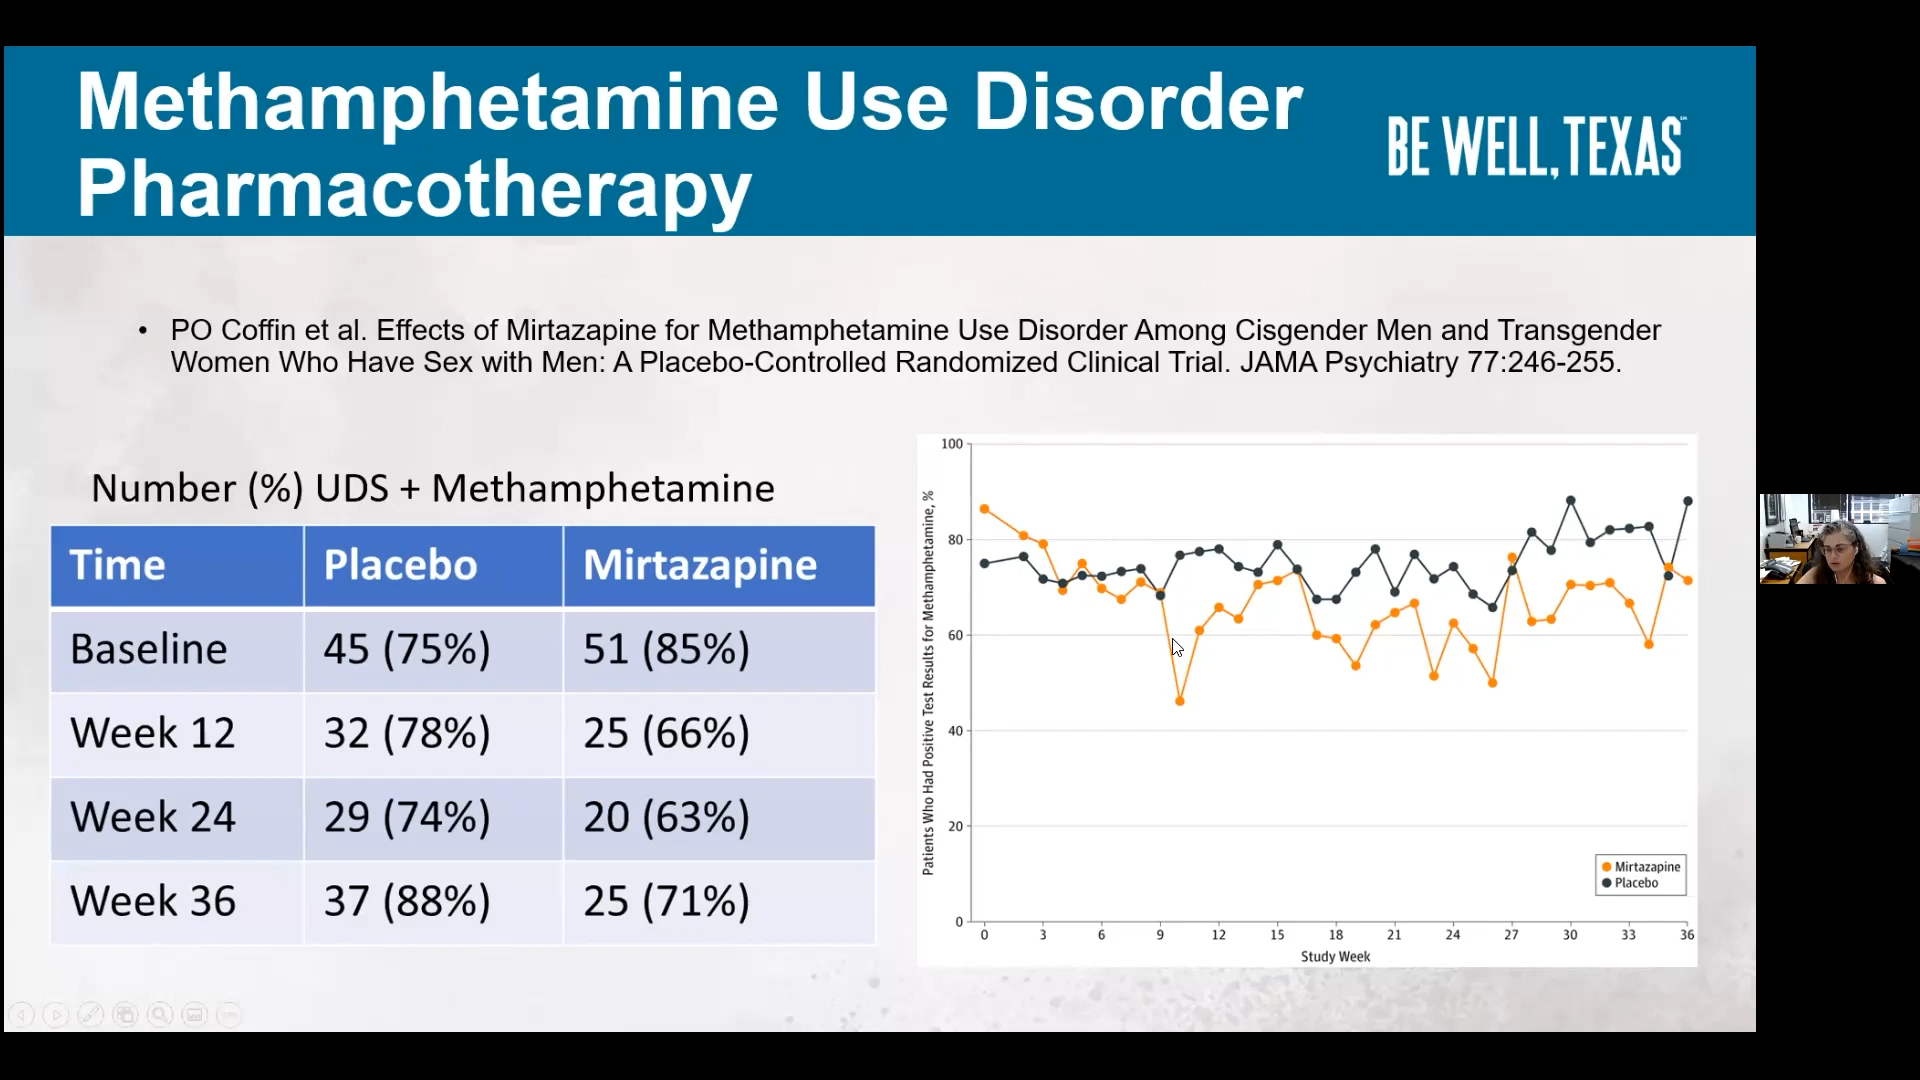 Methamphetamine Use Disorder
Pharmacotherapy
BE WELL, TEXAS℠
• PO Coffin et al. Effects of Mirtazapine for Methamphetamine Use Disorder Among Cisgender Men and Transgender
Women Who Have Sex with Men: A Placebo-Controlled Randomized Clinical Trial. JAMA Psychiatry 77:246-255.
Number (%) UDS + Methamphetamine
Time Placebo Mirtazapine
Baseline 45 (75%) 51 (85%)
Week 12 32 (78%) 25 (66%)
Week 24 29 (74%) 20 (63%)
Week 36 37 (88%) 25 (71%)
Patients Who Had Positive Test Results for Methamphetamine, %
100
80
60
40
20
0
0 3 6 9 12 15 18 21 24 27 30 33 36
Study Week
Mirtazapine
Placebo